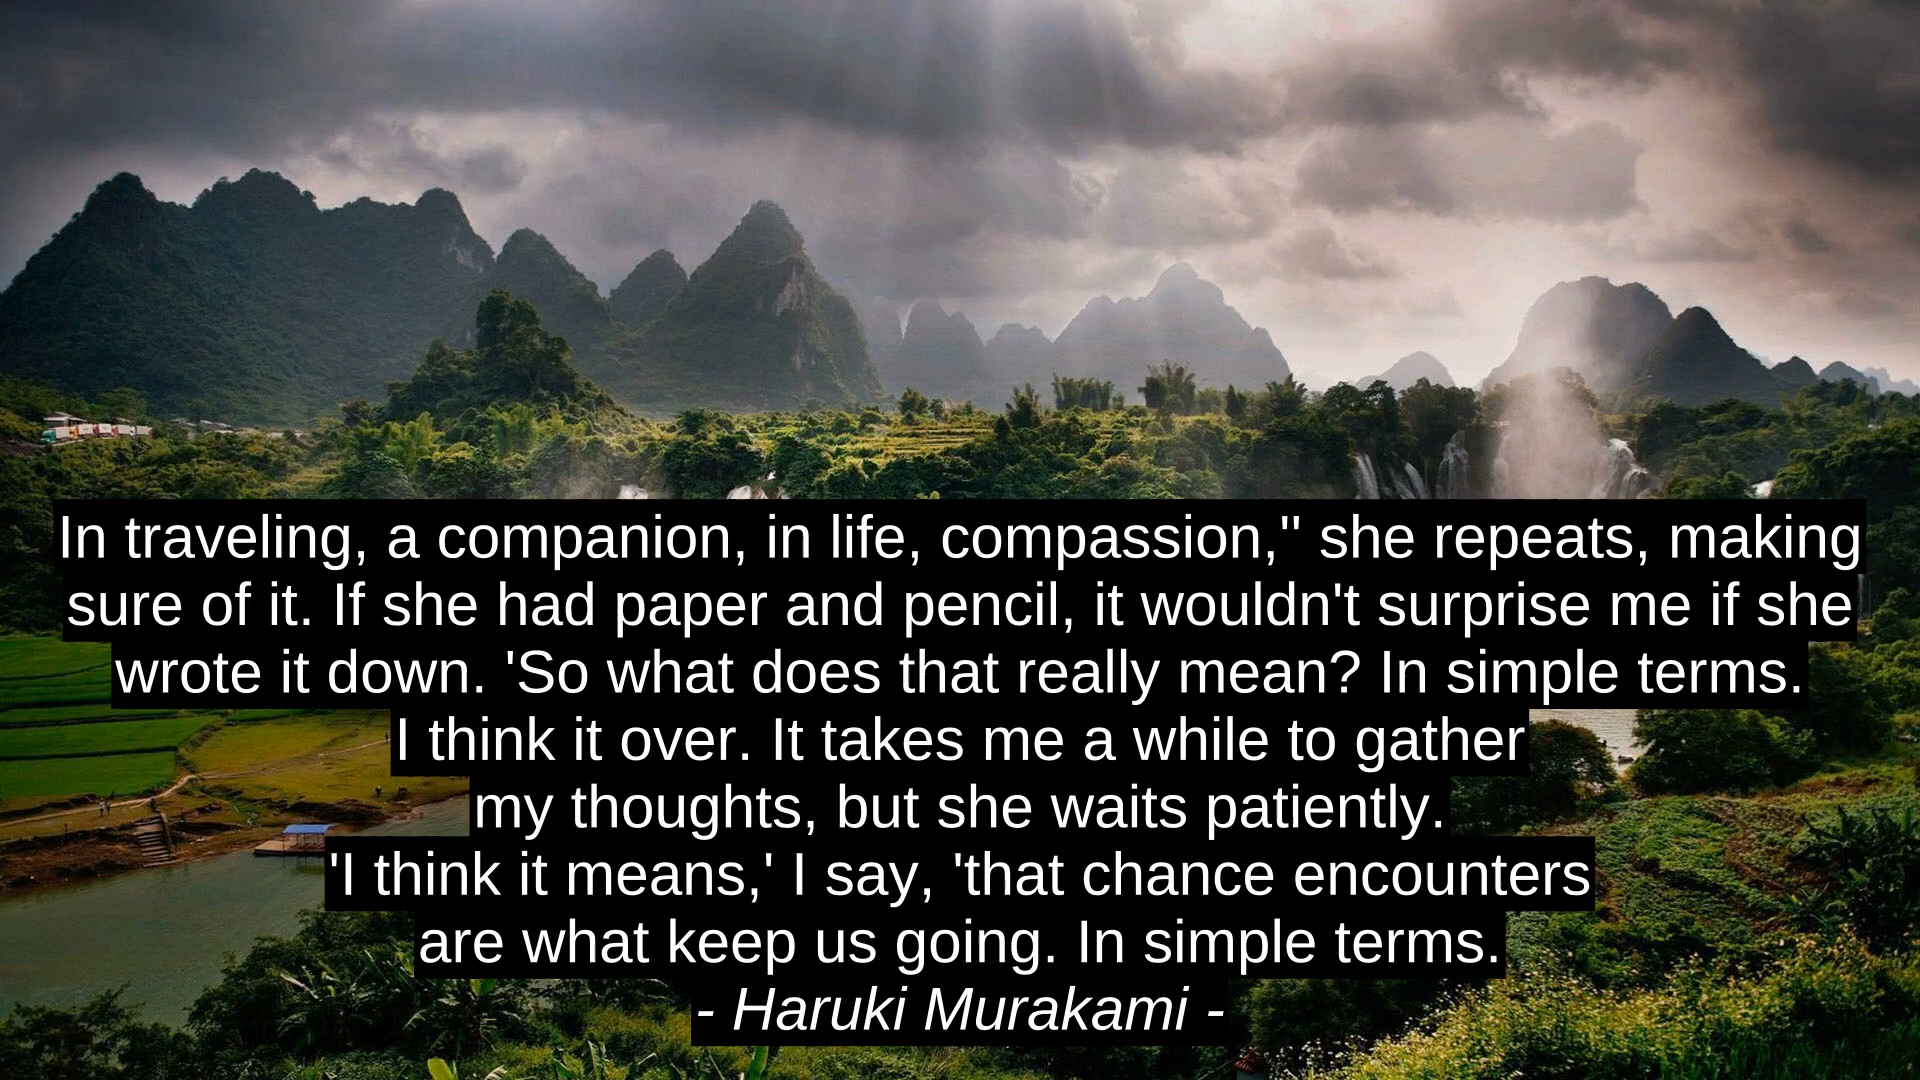 In traveling, a companion, in life, compassion,'' she repeats, making
sure of it. If she had paper and pencil, it wouldn't surprise me if she
wrote it down. 'So what does that really mean? In simple terms.
I think it over. It takes me a while to gather
my thoughts, but she waits patiently.
'I think it means,' I say, 'that chance encounters
are what keep us going. In simple terms.
- Haruki Murakami -